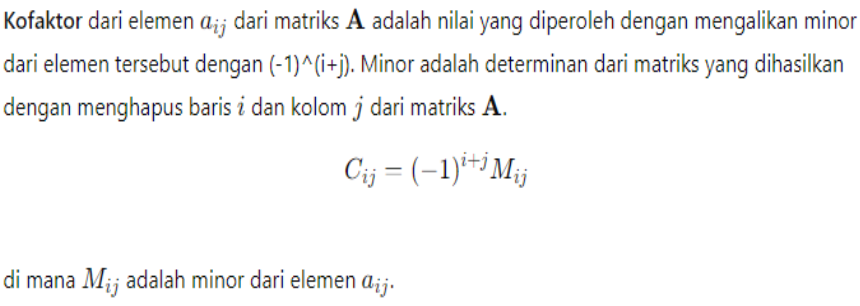 Kofaktor dari elemen $a_{ij}$ dari matriks $\mathbf{A}$ adalah nilai yang diperoleh dengan mengalikan minor
dari elemen tersebut dengan (-1)^(i+j). Minor adalah determinan dari matriks yang dihasilkan
dengan menghapus baris $i$ dan kolom $j$ dari matriks $\mathbf{A}$.
$C_{ij} = (-1)^{i+j} M_{ij}$
di mana $M_{ij}$ adalah minor dari elemen $a_{ij}$.